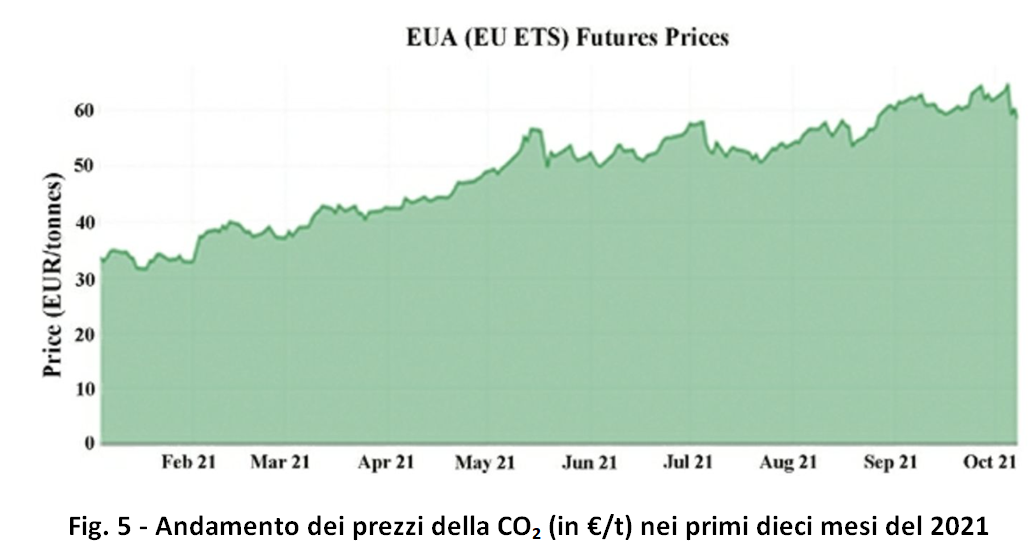 EUA (EU ETS) Futures Prices
Price (EUR/tonnes)
60
50
40
30
20
10
0
Feb 21 Mar 21 Apr 21 May 21 Jun 21 Jul 21 Aug 21 Sep 21 Oct 21
Fig. 5 - Andamento dei prezzi della CO₂ (in €/t) nei primi dieci mesi del 2021